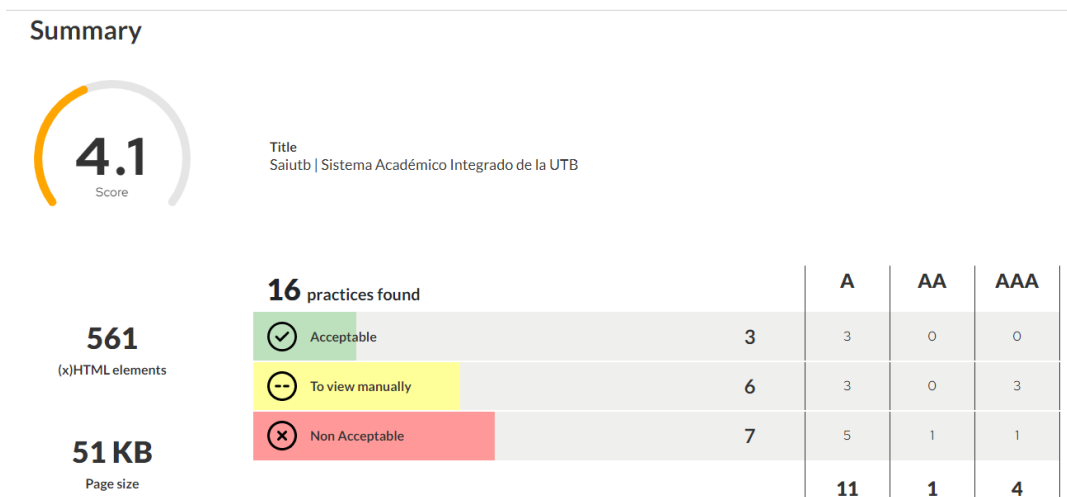 Summary
4.1
Score
Title
Saiutb | Sistema Académico Integrado de la UTB
561
(x)HTML elements
51 KB
Page size
16 practices found A AA AAA
Acceptable 3 3 0 0
To view manually 6 3 0 3
Non Acceptable 7 5 1 1
11 1 4